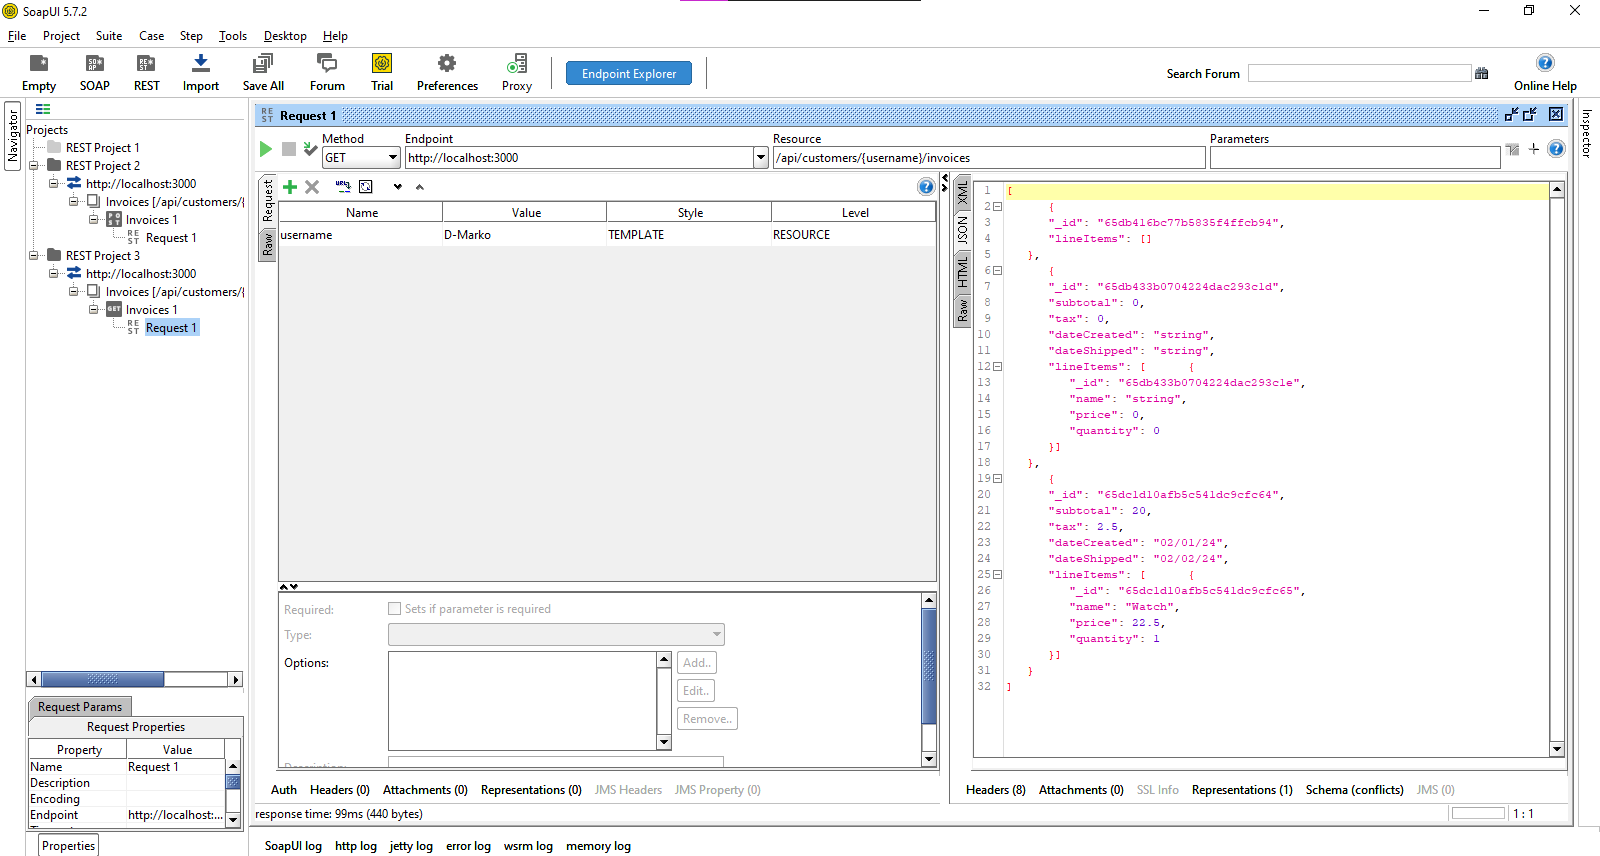 SoapUI 5.7.2
File Project Suite Case Step Tools Desktop Help
Empty SOAP REST Import Save All Forum Trial Preferences Proxy Endpoint Explorer Search Forum Online Help
Navigator
Projects
REST Project 1
REST Project 2
http://localhost:3000
Invoices [/api/customers/{
POST Invoices 1
REST Request 1
REST Project 3
http://localhost:3000
Invoices [/api/customers/{
GET Invoices 1
REST Request 1
Request Params
Request Properties
Property Value
Name Request 1
Description
Encoding
Endpoint http://localhost:...
Properties
REST Request 1
Method Endpoint Resource Parameters
GET http://localhost:3000 /api/customers/{username}/invoices
Request
Raw
Name Value Style Level
username D-Marko TEMPLATE RESOURCE
Required: Sets if parameter is required
Type:
Options: Add..
Edit..
Remove..
Auth Headers (0) Attachments (0) Representations (0) JMS Headers JMS Property (0)
response time: 99ms (440 bytes)
XML
JSON
HTML
Raw
1 [
2 {
3 "_id": "65db416bc77b5835f4ffcb94",
4 "lineItems": []
5 },
6 {
7 "_id": "65db433b0704224dac293c1d",
8 "subtotal": 0,
9 "tax": 0,
10 "dateCreated": "string",
11 "dateShipped": "string",
12 "lineItems": [ {
13 "_id": "65db433b0704224dac293c1e",
14 "name": "string",
15 "price": 0,
16 "quantity": 0
17 }]
18 },
19 {
20 "_id": "65dc1d10afb5c541dc9cfc64",
21 "subtotal": 20,
22 "tax": 2.5,
23 "dateCreated": "02/01/24",
24 "dateShipped": "02/02/24",
25 "lineItems": [ {
26 "_id": "65dc1d10afb5c541dc9cfc65",
27 "name": "Watch",
28 "price": 22.5,
29 "quantity": 1
30 }]
31 }
32 ]
Headers (8) Attachments (0) SSL Info Representations (1) Schema (conflicts) JMS (0)
1 : 1
Inspector
SoapUI log http log jetty log error log wsrm log memory log